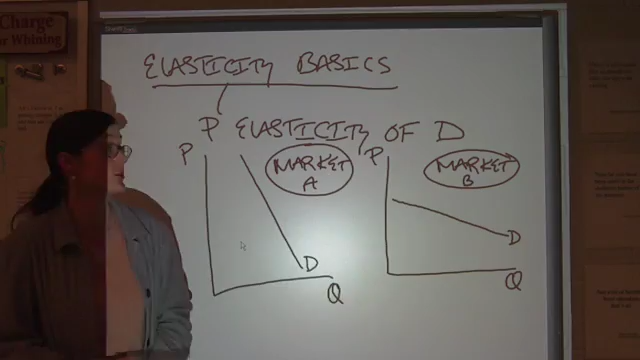 Charge
for Whining
ELASTICITY BASICS
P ELASTICITY OF D
P
MARKET
A
D
Q
P
MARKET
B
D
Q